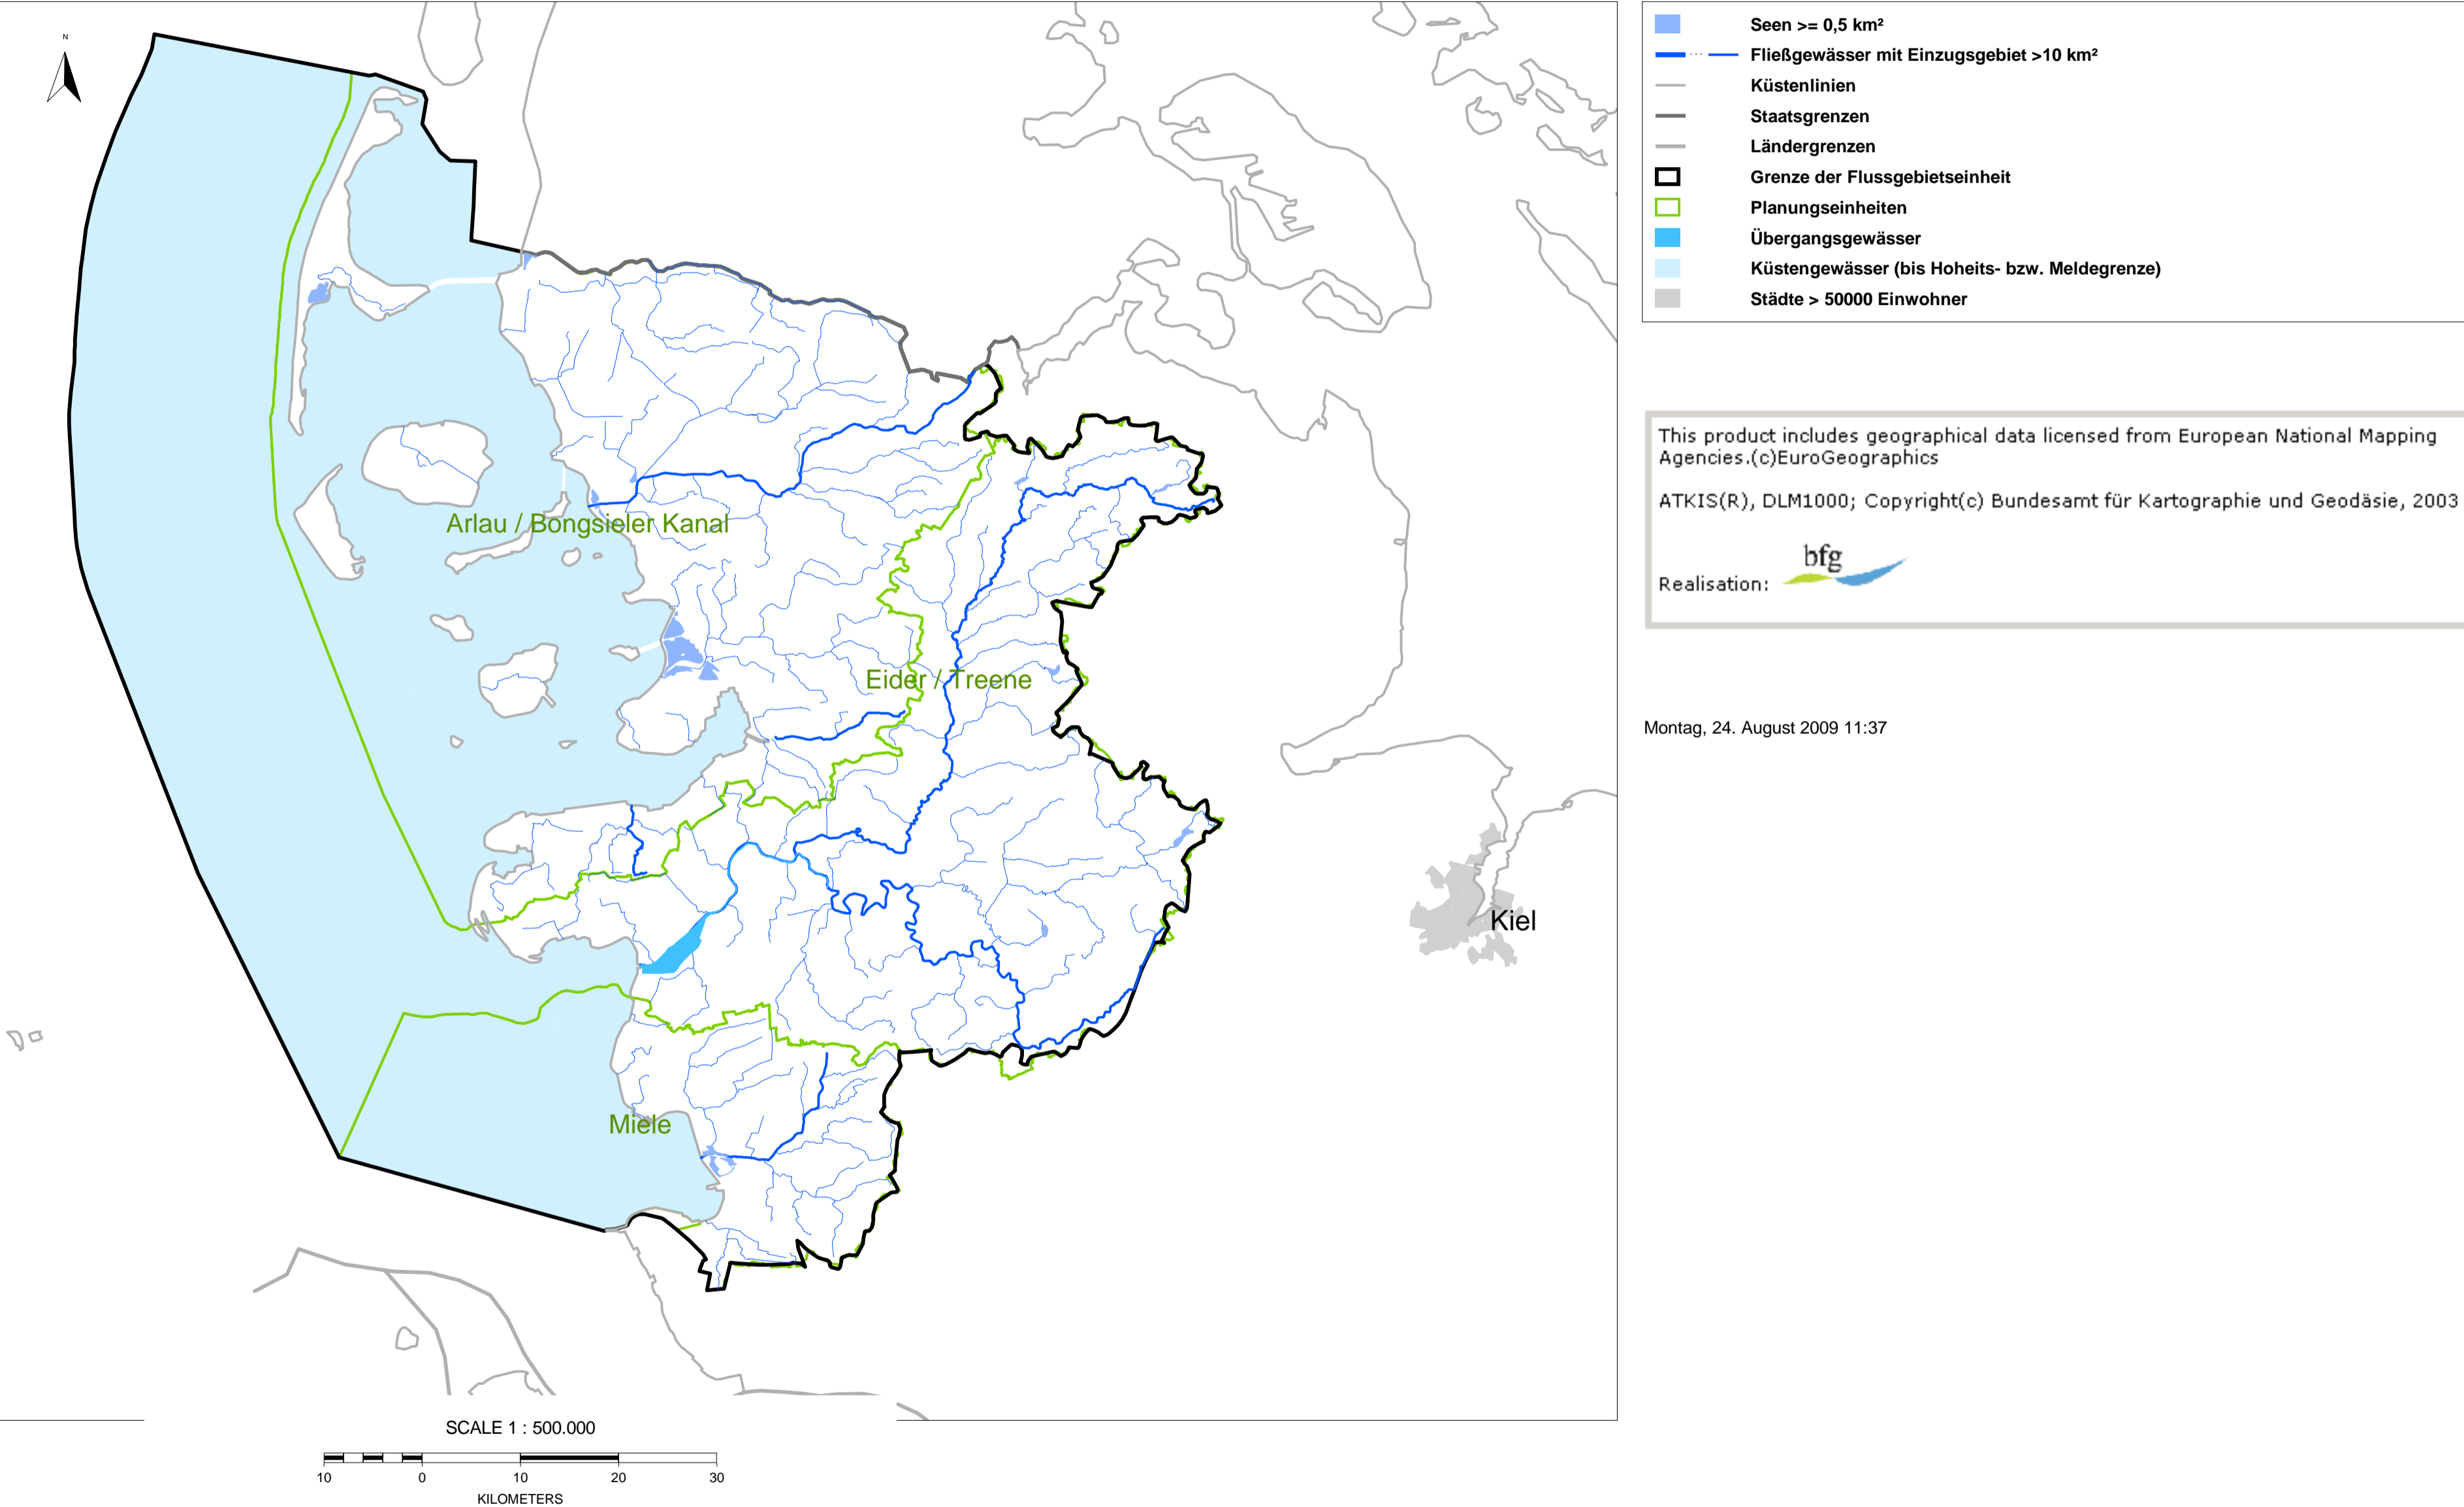 N
Arlau / Bongsieler Kanal
Eider / Treene
Kiel
Miele
SCALE 1 : 500.000
10 0 10 20 30
KILOMETERS
Seen >= 0,5 km²
Fließgewässer mit Einzugsgebiet >10 km²
Küstenlinien
Staatsgrenzen
Ländergrenzen
Grenze der Flussgebietseinheit
Planungseinheiten
Übergangsgewässer
Küstengewässer (bis Hoheits- bzw. Meldegrenze)
Städte > 50000 Einwohner
This product includes geographical data licensed from European National Mapping
Agencies.(c)EuroGeographics
ATKIS(R), DLM1000; Copyright(c) Bundesamt für Kartographie und Geodäsie, 2003
Realisation: bfg
Montag, 24. August 2009 11:37